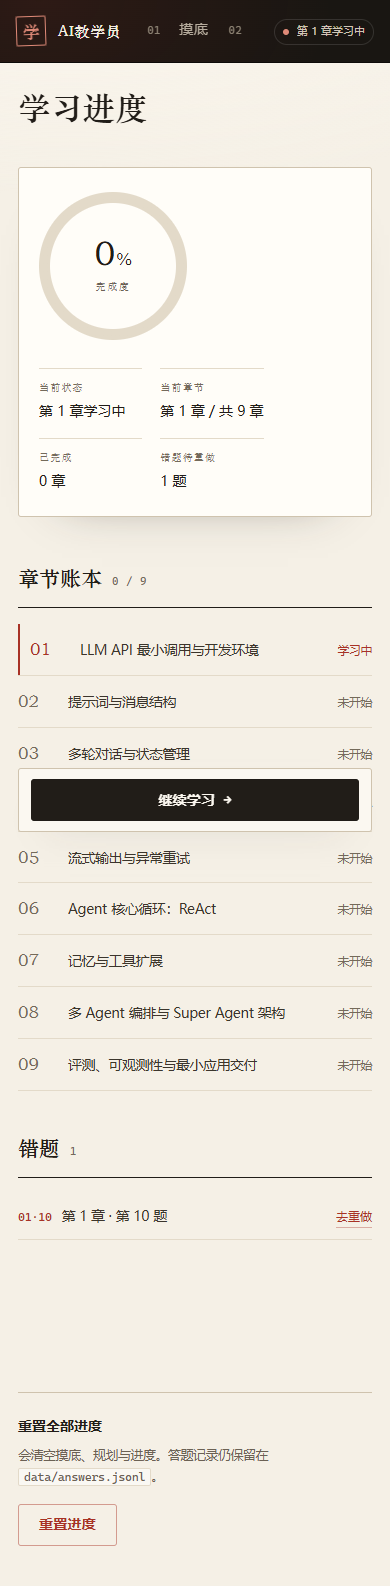 学 AI教学员 01 摸底 02 第 1 章学习中
学习进度
0%
完成度
当前状态 当前章节
第 1 章学习中 第 1 章 / 共 9 章
已完成 错题待重做
0 章 1 题
章节账本 0 / 9
01 LLM API 最小调用与开发环境 学习中
02 提示词与消息结构 未开始
03 多轮对话与状态管理 未开始
继续学习 →
05 流式输出与异常重试 未开始
06 Agent 核心循环：ReAct 未开始
07 记忆与工具扩展 未开始
08 多 Agent 编排与 Super Agent 架构 未开始
09 评测、可观测性与最小应用交付 未开始
错题 1
01·10 第 1 章 · 第 10 题 去重做
重置全部进度
会清空摸底、规划与进度。答题记录仍保留在
data/answers.jsonl 。
重置进度